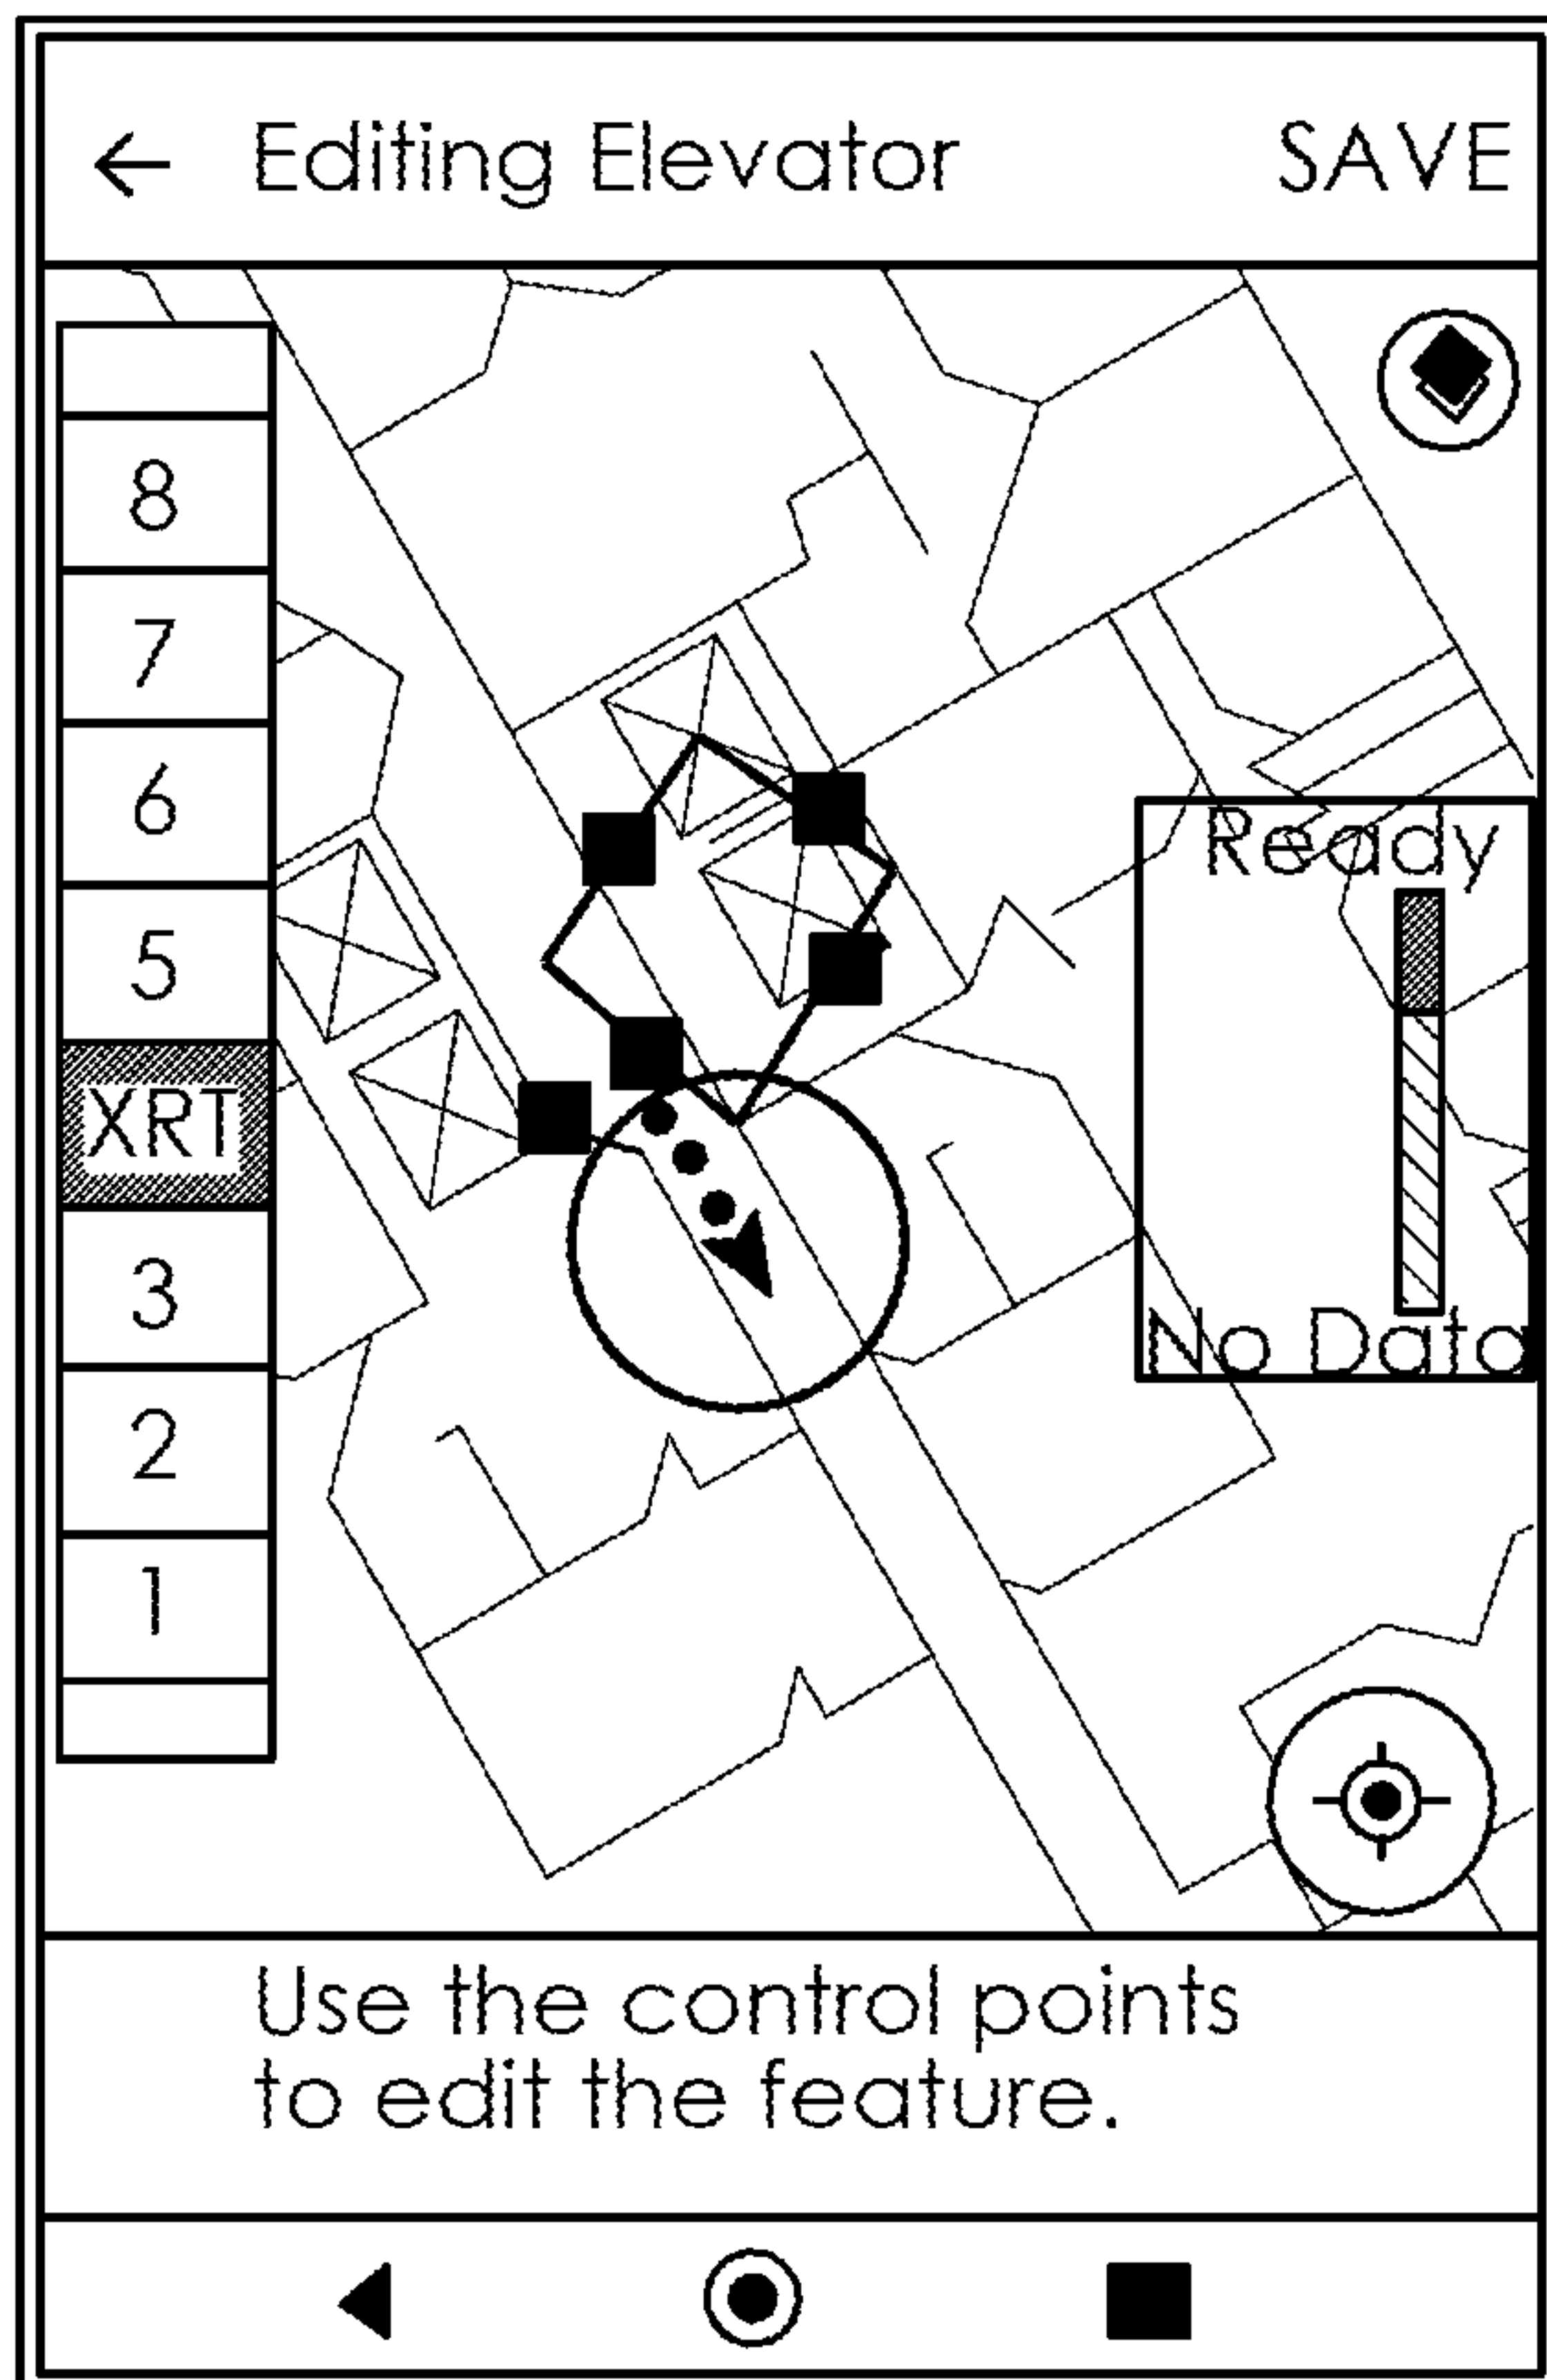 ← Editing Elevator SAVE
8
7
6
5
XRT
3
2
1
Ready
No Data
Use the control points
to edit the feature.